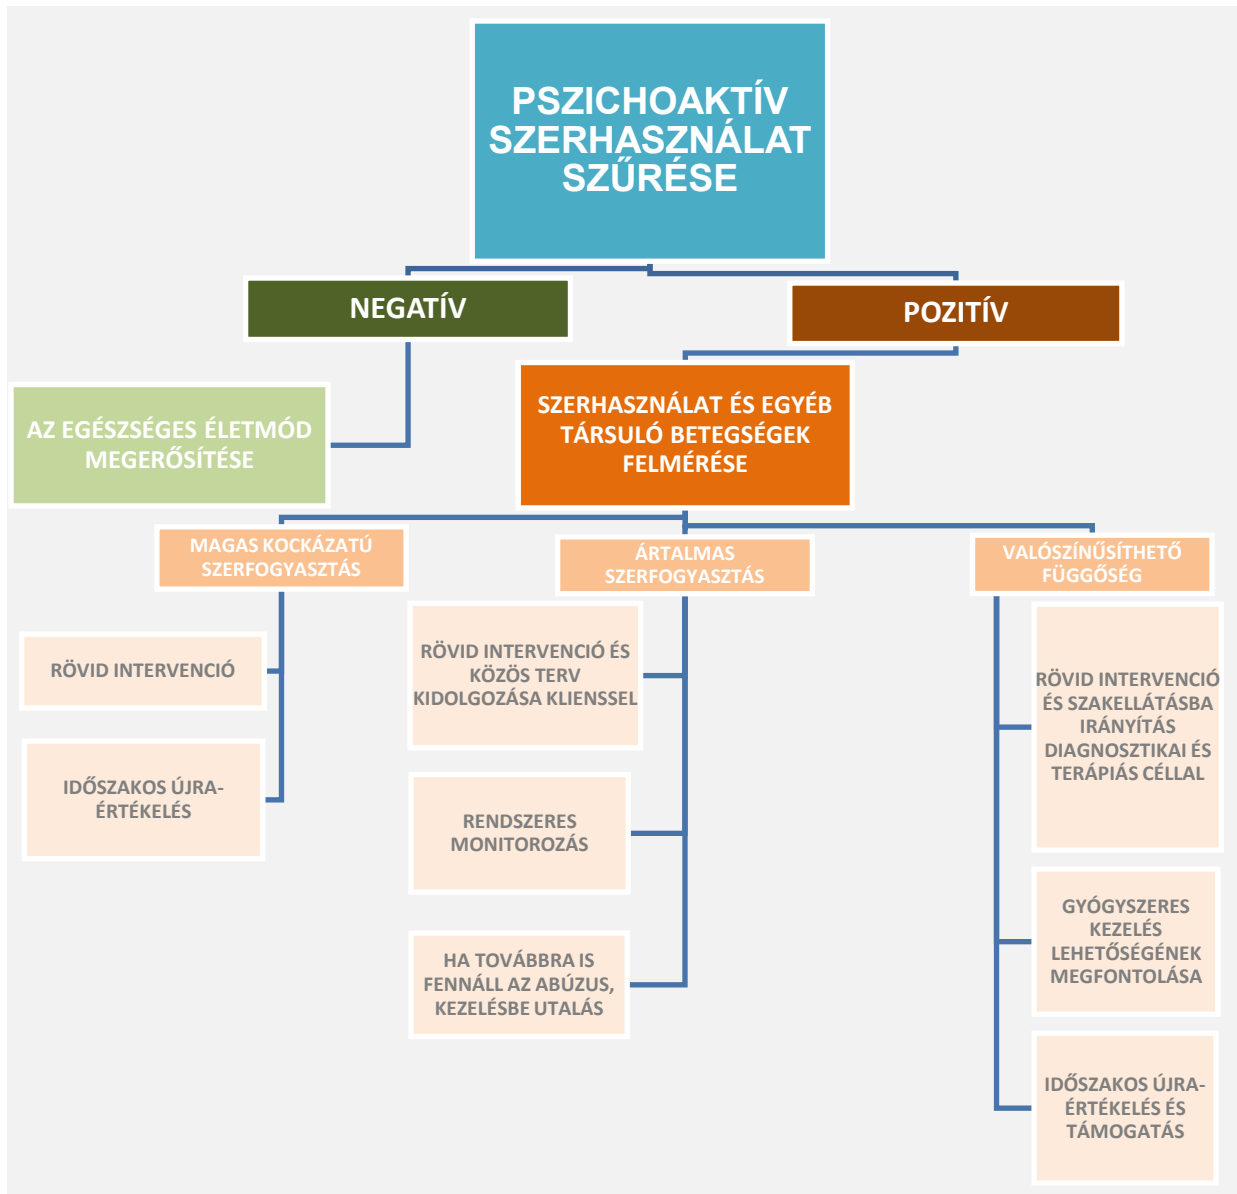 PSZICHOAKTÍV
SZERHASZNÁLAT
SZŰRÉSE
NEGATÍV
POZITÍV
AZ EGÉSZSÉGES ÉLETMÓD
MEGERŐSÍTÉSE
SZERHASZNÁLAT ÉS EGYÉB
TÁRSULÓ BETEGSÉGEK
FELMÉRÉSE
MAGAS KOCKÁZATÚ
SZERFOGYASZTÁS
RÖVID INTERVENCIÓ
IDŐSZAKOS ÚJRA-
ÉRTÉKELÉS
ÁRTALMAS
SZERFOGYASZTÁS
RÖVID INTERVENCIÓ ÉS
KÖZÖS TERV
KIDOLGOZÁSA KLIENSSEL
RENDSZERES
MONITOROZÁS
HA TOVÁBBRA IS
FENNÁLL AZ ABÚZUS,
KEZELÉSBE UTALÁS
VALÓSZÍNŰSÍTHETŐ
FÜGGŐSÉG
RÖVID INTERVENCIÓ
ÉS SZAKELLÁTÁSBA
IRÁNYÍTÁS
DIAGNOSZTIKAI ÉS
TERÁPIÁS CÉLLAL
GYÓGYSZERES
KEZELÉS
LEHETŐSÉGÉNEK
MEGFONTOLÁSA
IDŐSZAKOS ÚJRA-
ÉRTÉKELÉS ÉS
TÁMOGATÁS